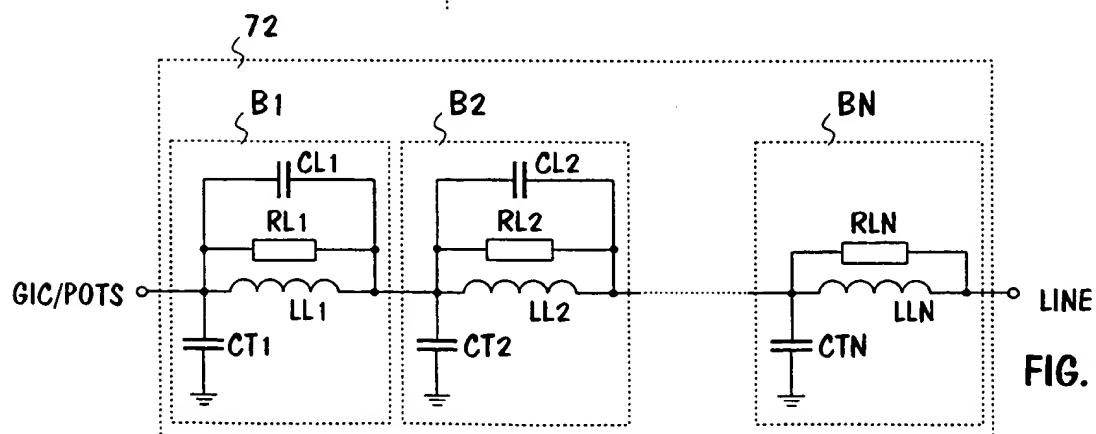 72
B1
B2
BN
CL1
CL2
RL1
RL2
RLN
GIC/POTS
LL1
LL2
LLN
LINE
CT1
CT2
CTN
FIG.